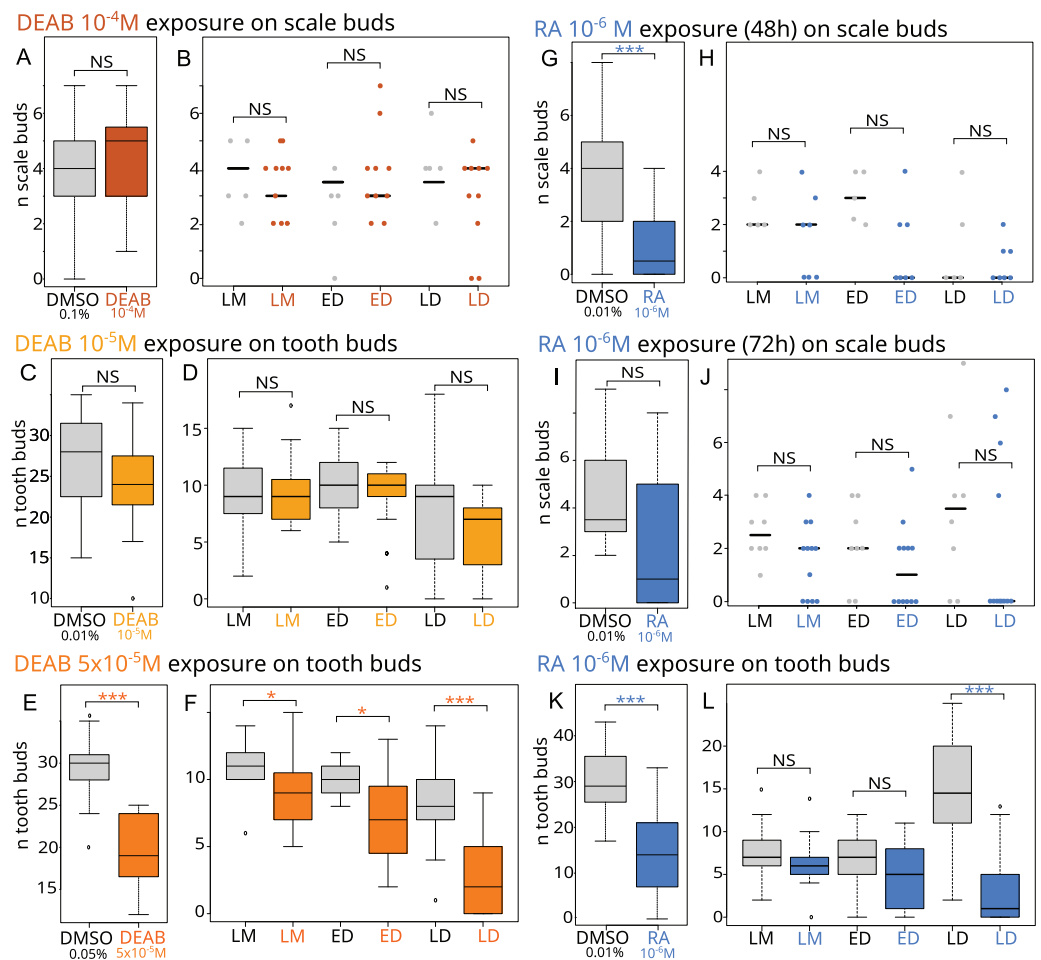 DEAB 10⁻⁴M exposure on scale buds
A
NS
n scale buds
6
4
2
0
DMSO
0.1%
DEAB
10⁻⁴M
B
NS
NS
NS
6
4
2
0
LM LM ED ED LD LD
DEAB 10⁻⁵M exposure on tooth buds
C
NS
n tooth buds
30
25
20
15
10
DMSO
0.01%
DEAB
10⁻⁵M
D
NS
NS
NS
15
10
5
0
LM LM ED ED LD LD
DEAB 5x10⁻⁵M exposure on tooth buds
E
***
n tooth buds
30
25
20
15
DMSO
0.05%
DEAB
5x10⁻⁵M
F
*
*
***
10
5
0
LM LM ED ED LD LD
RA 10⁻⁶ M exposure (48h) on scale buds
G
***
n scale buds
6
4
2
0
DMSO
0.01%
RA
10⁻⁶M
H
NS
NS
NS
4
2
0
LM LM ED ED LD LD
RA 10⁻⁶M exposure (72h) on scale buds
I
NS
n scale buds
6
4
2
0
DMSO
0.01%
RA
10⁻⁶M
J
NS
NS
NS
6
4
2
0
LM LM ED ED LD LD
RA 10⁻⁶M exposure on tooth buds
K
***
n tooth buds
40
30
20
10
0
DMSO
0.01%
RA
10⁻⁶M
L
NS
NS
***
20
15
10
5
0
LM LM ED ED LD LD